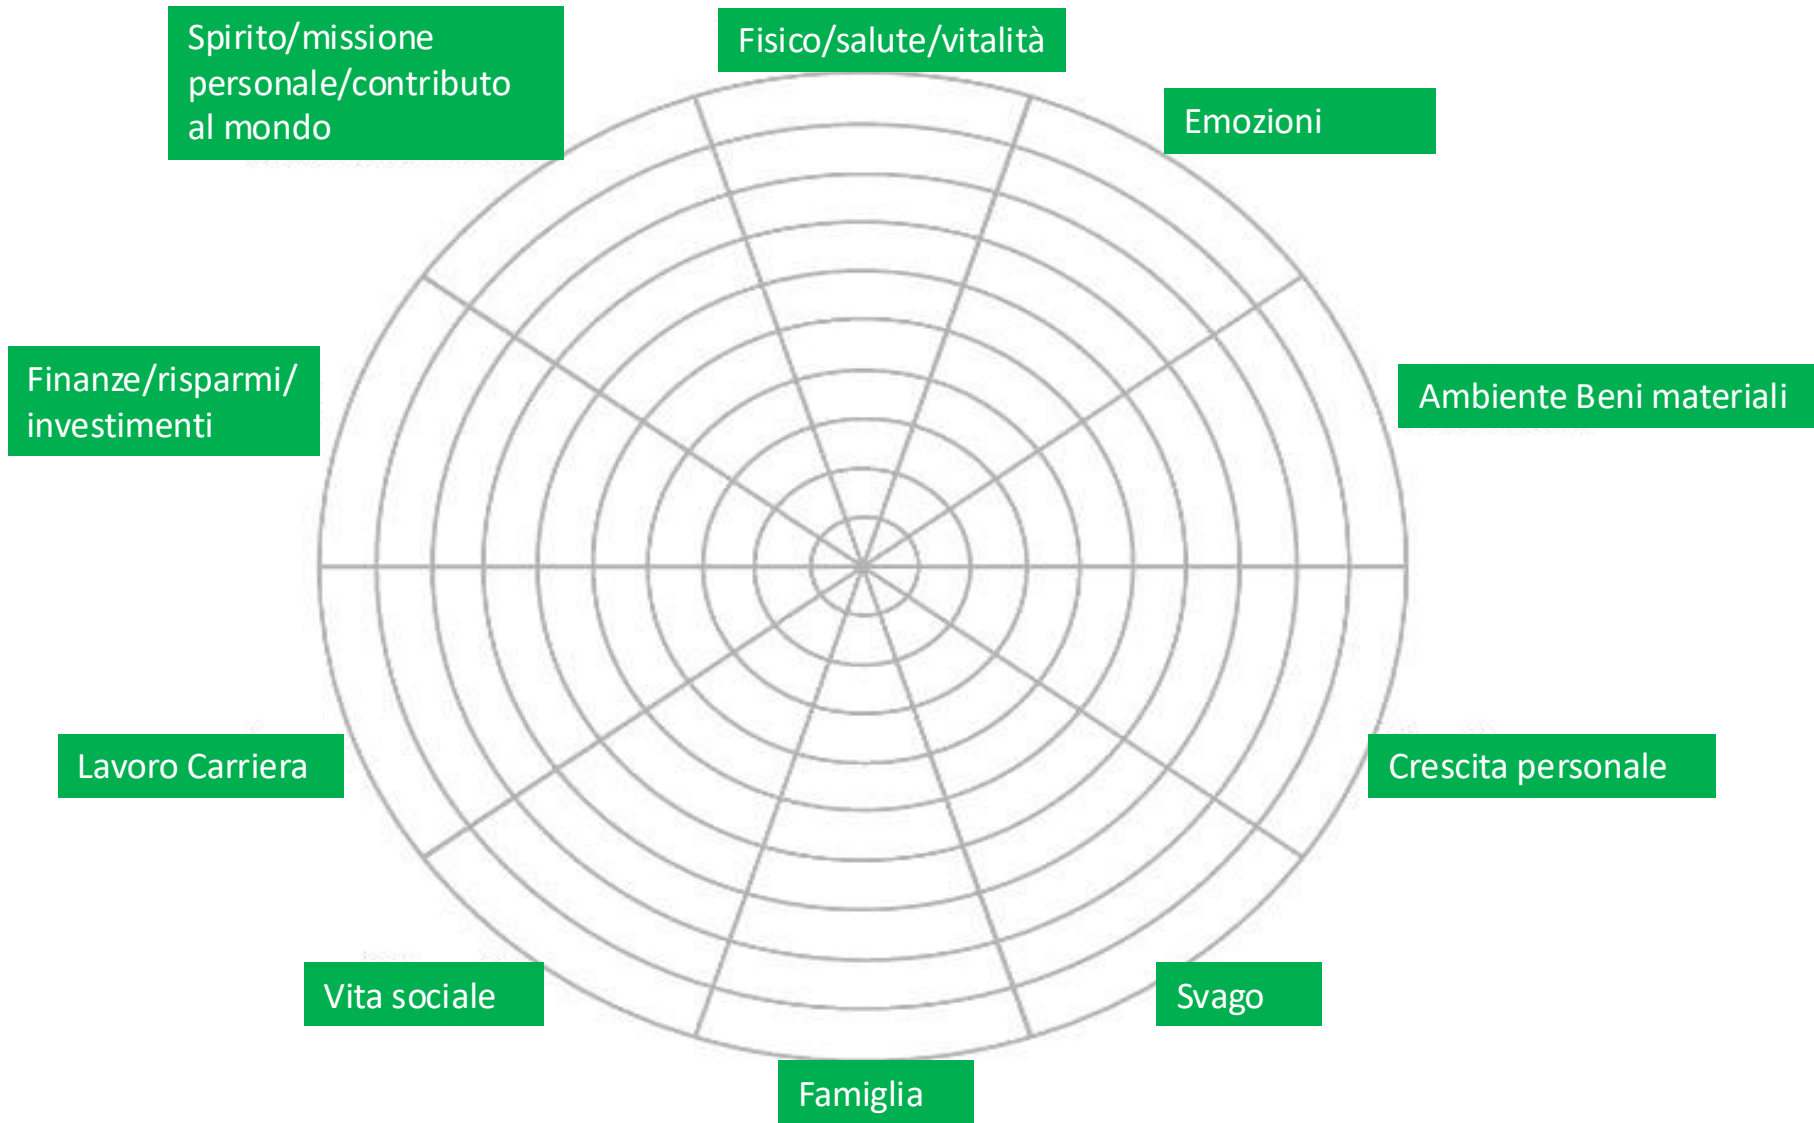 Spirito/missione
personale/contributo
al mondo
Fisico/salute/vitalità
Emozioni
Finanze/risparmi/
investimenti
Ambiente Beni materiali
Lavoro Carriera
Crescita personale
Vita sociale
Svago
Famiglia